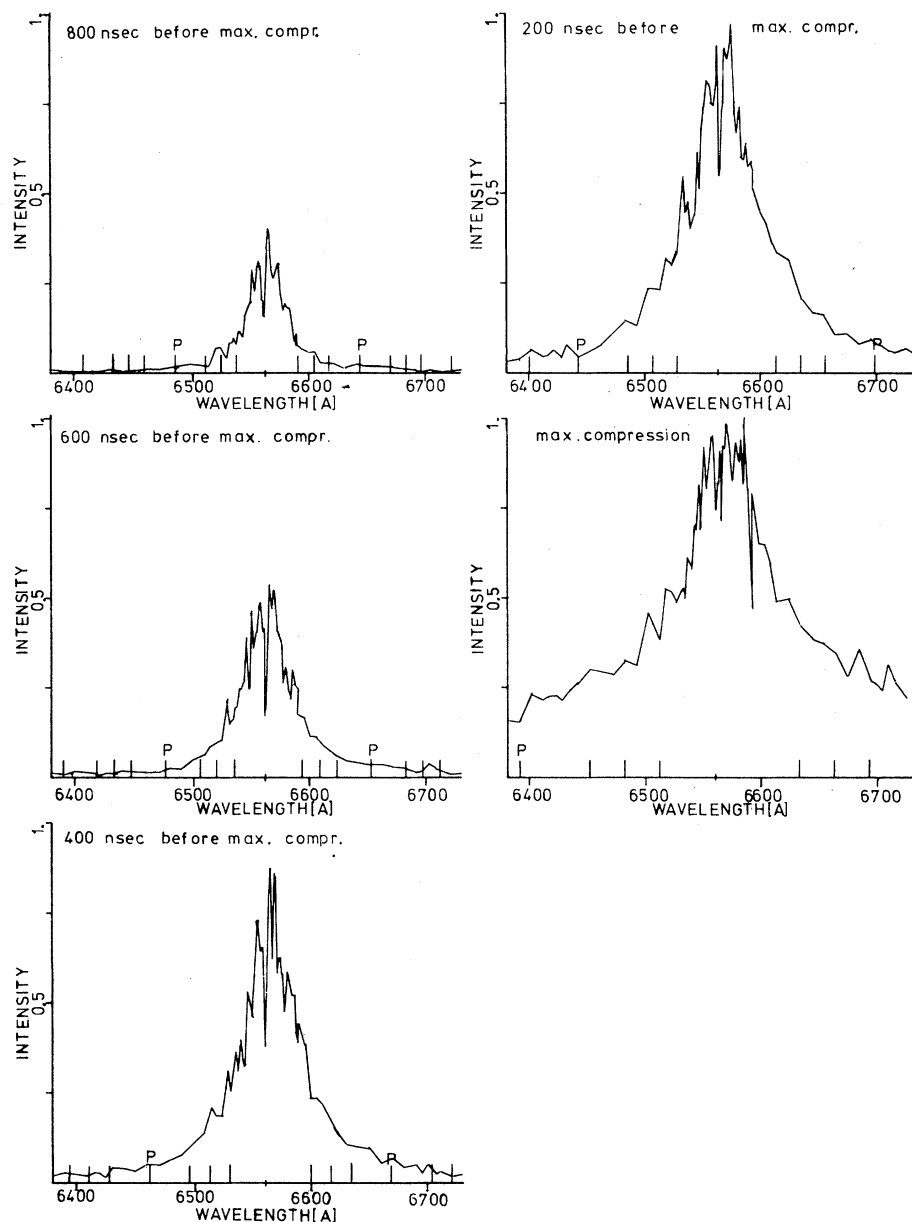 800 nsec before max. compr.
1.
0.5
INTENSITY
P
P
6400
6500
6600
6700
WAVELENGTH[A]
200 nsec before max. compr.
1.
0.5
INTENSITY
P
P
6400
6500
6600
6700
WAVELENGTH[A]
600 nsec before max. compr.
1.
0.5
INTENSITY
P
P
6400
6500
6600
6700
WAVELENGTH[A]
max.compression
1.
0.5
INTENSITY
P
6400
6500
6600
6700
WAVELENGTH[A]
400 nsec before max. compr.
1.
0.5
INTENSITY
P
P
6400
6500
6600
6700
WAVELENGTH[A]